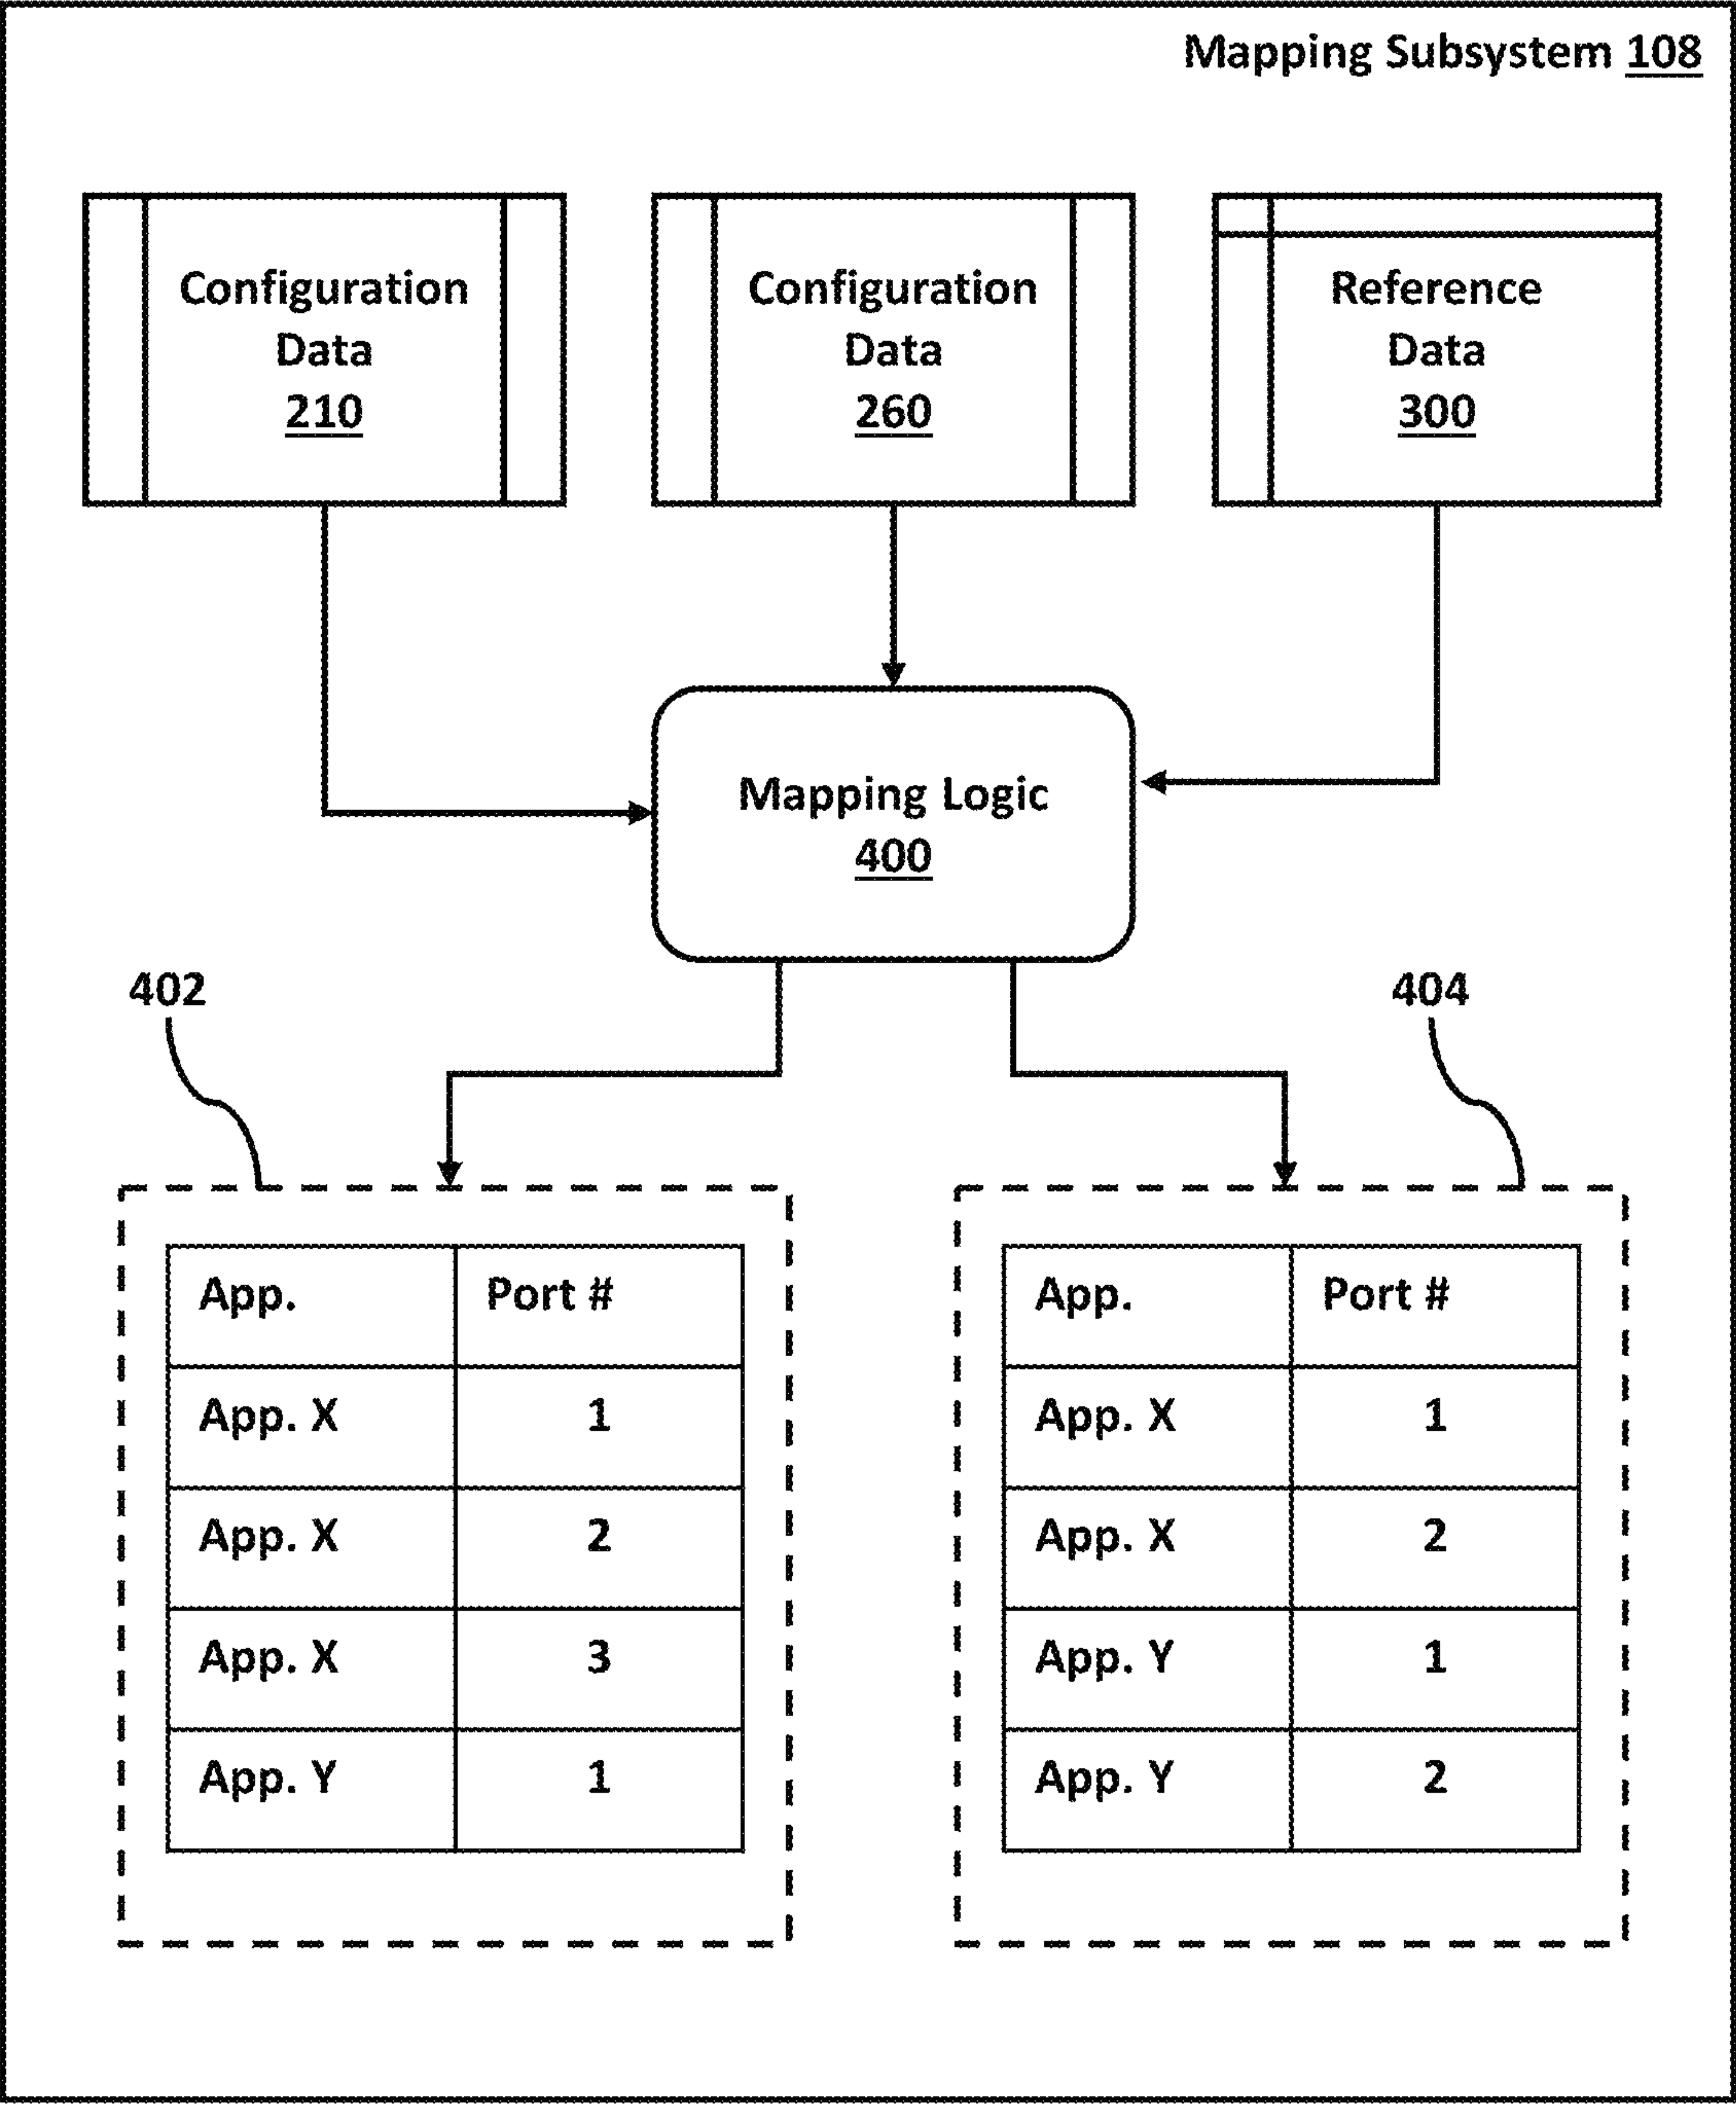 Mapping Subsystem 108
Configuration
Data
210
Configuration
Data
260
Reference
Data
300
Mapping Logic
400
402
404
App. Port #
App. X 1
App. X 2
App. X 3
App. Y 1
App. Port #
App. X 1
App. X 2
App. Y 1
App. Y 2